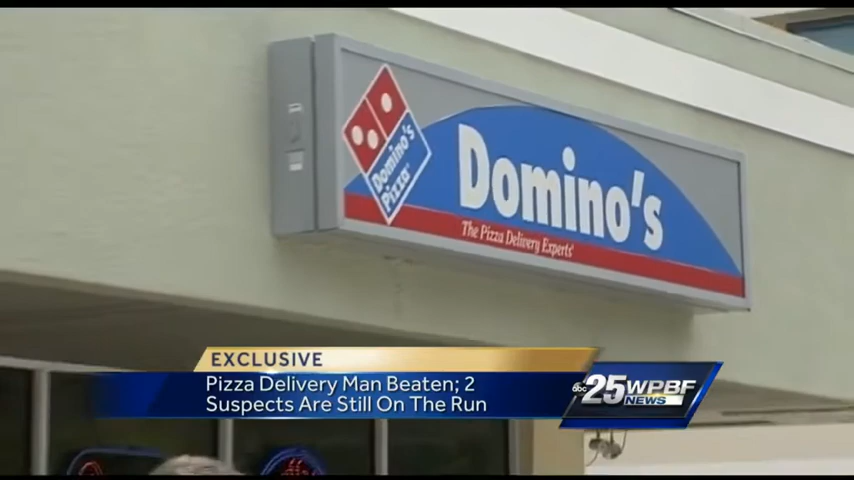 Domino's
Pizza
Domino's
The Pizza Delivery Experts
EXCLUSIVE
Pizza Delivery Man Beaten; 2
Suspects Are Still On The Run
abc 25 WPBF
NEWS